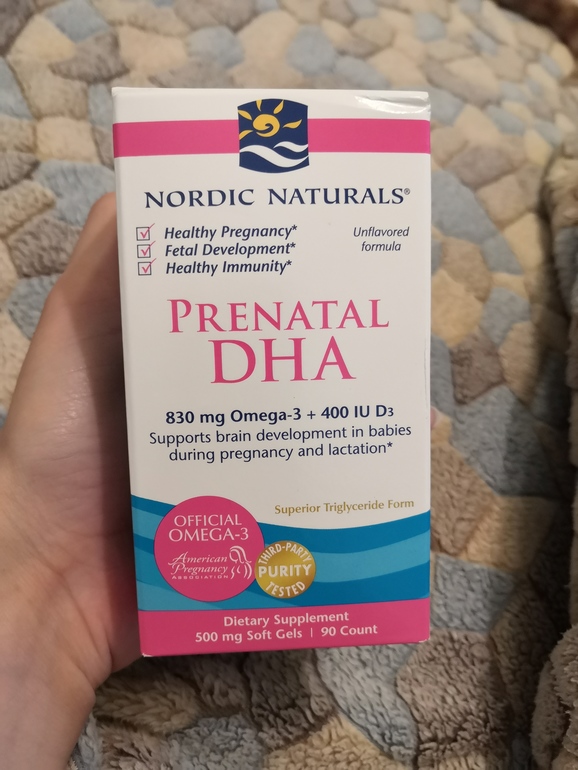 NORDIC NATURALS®
Healthy Pregnancy*
Fetal Development*
Healthy Immunity*
Unflavored
formula
PRENATAL
DHA
830 mg Omega-3 + 400 IU D3
Supports brain development in babies
during pregnancy and lactation*
Superior Triglyceride Form
OFFICIAL
OMEGA-3
American
Pregnancy
ASSOCIATION
THIRD-PARTY
PURITY
TESTED
Dietary Supplement
500 mg Soft Gels | 90 Count